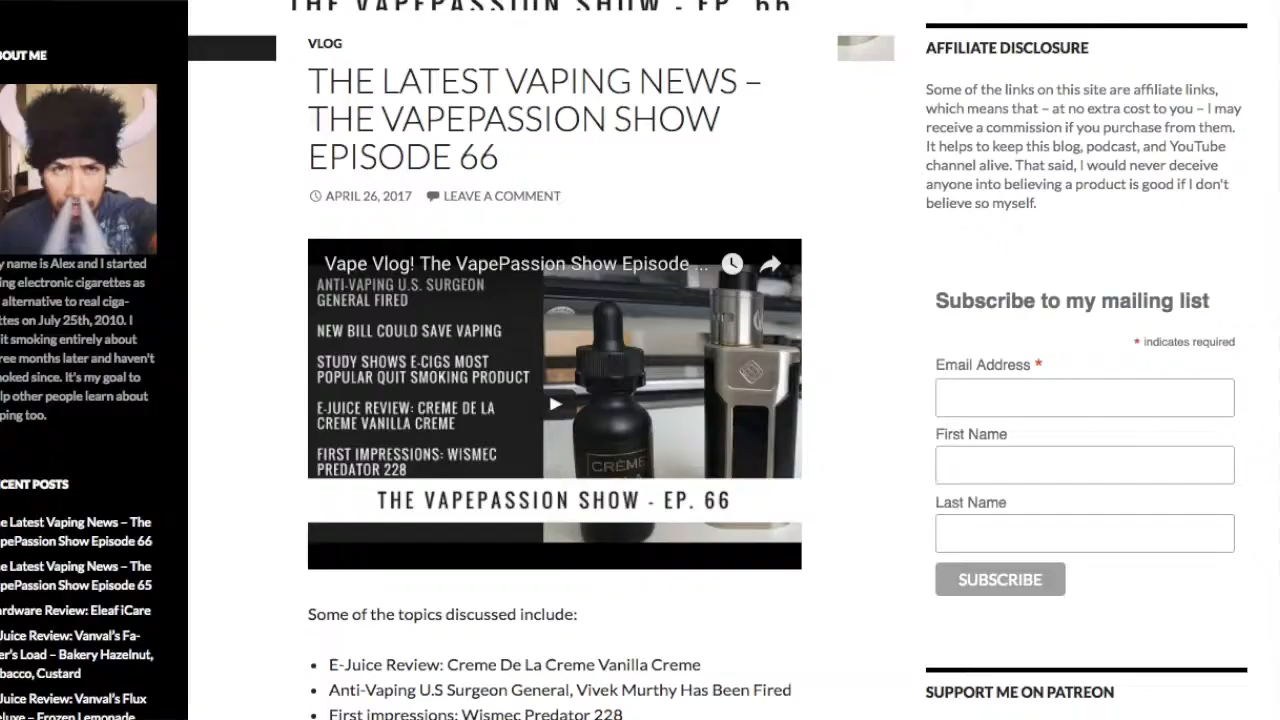 THE VAPEPASSION SHOW - EP. 66
BOUT ME
y name is Alex and I started
ing electronic cigarettes as
alternative to real ciga-
ttes on July 25th, 2010. I
it smoking entirely about
ree months later and haven't
noked since. It's my goal to
lp other people learn about
ping too.
CENT POSTS
e Latest Vaping News – The
pePassion Show Episode 66
e Latest Vaping News – The
pePassion Show Episode 65
ardware Review: Eleaf iCare
Juice Review: Vanval's Fa-
er's Load – Bakery Hazelnut,
bacco, Custard
Juice Review: Vanval's Flux
eluxe – Frozen Lemonade
VLOG
THE LATEST VAPING NEWS –
THE VAPEPASSION SHOW
EPISODE 66
APRIL 26, 2017 LEAVE A COMMENT
Vape Vlog! The VapePassion Show Episode ...
ANTI-VAPING U.S. SURGEON
GENERAL FIRED
NEW BILL COULD SAVE VAPING
STUDY SHOWS E-CIGS MOST
POPULAR QUIT SMOKING PRODUCT
E-JUICE REVIEW: CREME DE LA
CREME VANILLA CREME
FIRST IMPRESSIONS: WISMEC
PREDATOR 228
CRÈME
THE VAPEPASSION SHOW - EP. 66
Some of the topics discussed include:
• E-Juice Review: Creme De La Creme Vanilla Creme
• Anti-Vaping U.S Surgeon General, Vivek Murthy Has Been Fired
• First impressions: Wismec Predator 228
AFFILIATE DISCLOSURE
Some of the links on this site are affiliate links,
which means that – at no extra cost to you – I may
receive a commission if you purchase from them.
It helps to keep this blog, podcast, and YouTube
channel alive. That said, I would never deceive
anyone into believing a product is good if I don't
believe so myself.
Subscribe to my mailing list
* indicates required
Email Address *
First Name
Last Name
SUBSCRIBE
SUPPORT ME ON PATREON